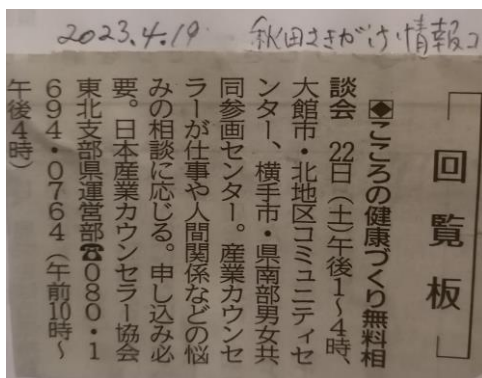 2023.4.19 秋田さきがけ情報コ
「回覧板」
◆こころの健康づくり無料相
談会　22日（土）午後1～4時、
大館市・北地区コミュニティセ
ンター、横手市・県南部男女共
同参画センター。産業カウンセ
ラーが仕事や人間関係などの悩
みの相談に応じる。申し込み必
要。日本産業カウンセラー協会
東北支部県運営部☎080・1
694・0764（午前10時～
午後4時）